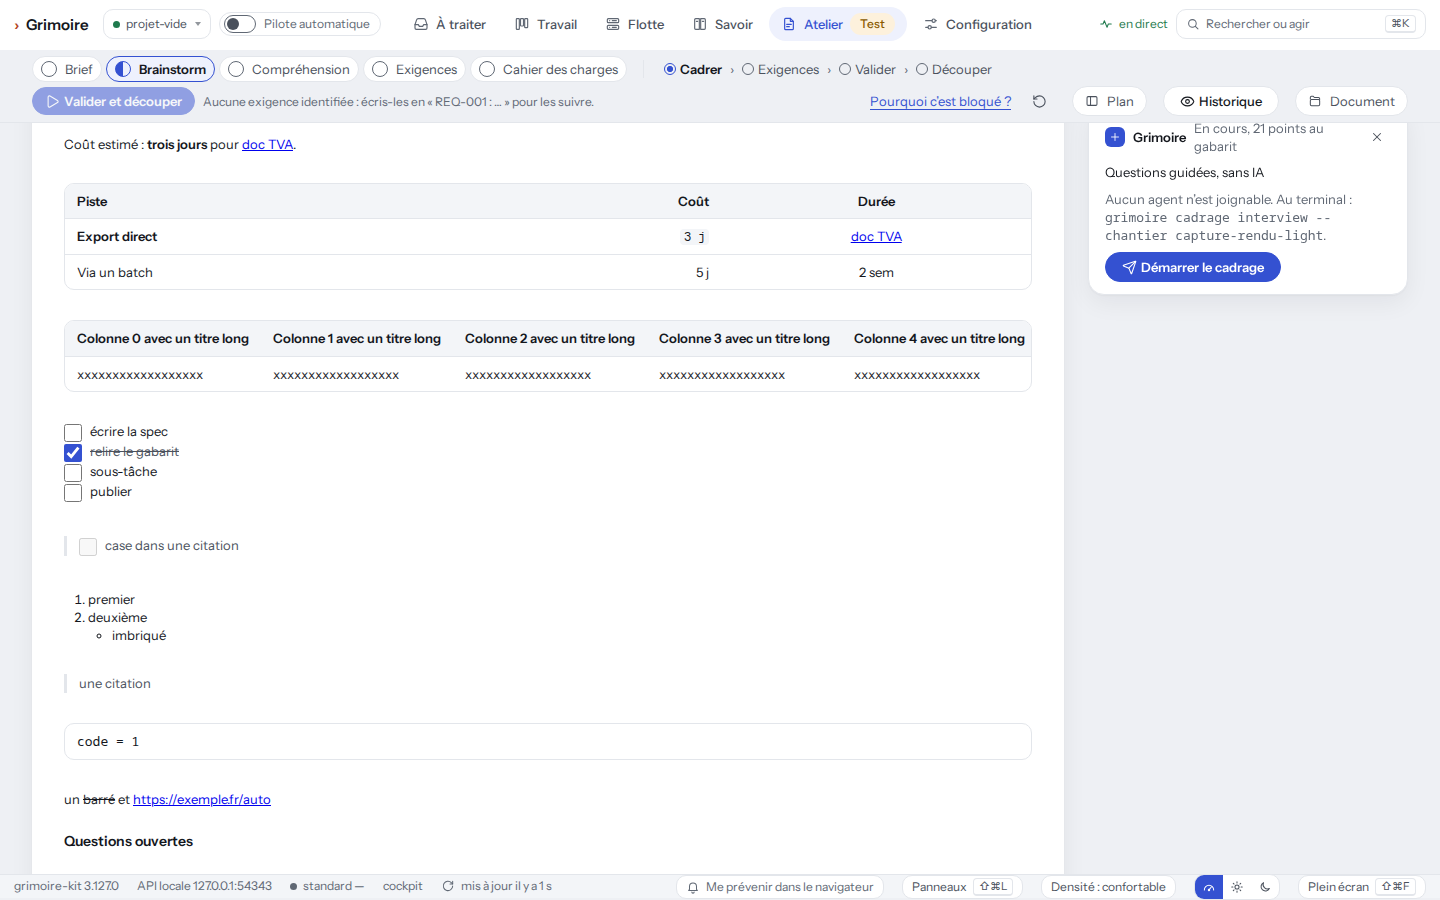 › Grimoire projet-vide Pilote automatique À traiter Travail Flotte Savoir Atelier Test Configuration en direct Rechercher ou agir ⌘K
Brief Brainstorm Compréhension Exigences Cahier des charges Cadrer › Exigences › Valider › Découper
Valider et découper Aucune exigence identifiée : écris-les en « REQ-001 : … » pour les suivre. Pourquoi c'est bloqué ? Plan Historique Document
Coût estimé : trois jours pour doc TVA.
Piste Coût Durée
Export direct 3 j doc TVA
Via un batch 5 j 2 sem
Colonne 0 avec un titre long Colonne 1 avec un titre long Colonne 2 avec un titre long Colonne 3 avec un titre long Colonne 4 avec un titre long
xxxxxxxxxxxxxxxxxx xxxxxxxxxxxxxxxxxx xxxxxxxxxxxxxxxxxx xxxxxxxxxxxxxxxxxx xxxxxxxxxxxxxxxxxx
écrire la spec
relire le gabarit
sous-tâche
publier
case dans une citation
1. premier
2. deuxième
imbriqué
une citation
code = 1
un barré et https://exemple.fr/auto
Questions ouvertes
Grimoire En cours, 21 points au
gabarit
Questions guidées, sans IA
Aucun agent n'est joignable. Au terminal :
grimoire cadrage interview --
chantier capture-rendu-light.
Démarrer le cadrage
grimoire-kit 3.127.0 API locale 127.0.0.1:54343 standard — cockpit mis à jour il y a 1 s Me prévenir dans le navigateur Panneaux ⇧⌘L Densité : confortable Plein écran ⇧⌘F